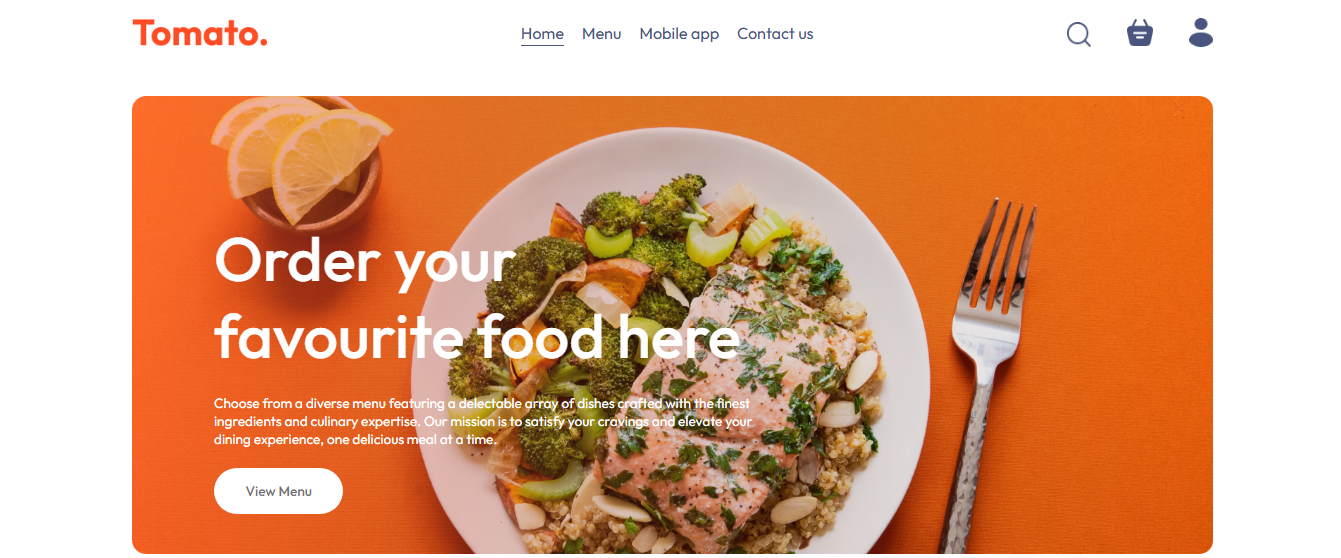 Tomato.
Home Menu Mobile app Contact us
Order your
favourite food here
Choose from a diverse menu featuring a delectable array of dishes crafted with the finest
ingredients and culinary expertise. Our mission is to satisfy your cravings and elevate your
dining experience, one delicious meal at a time.
View Menu